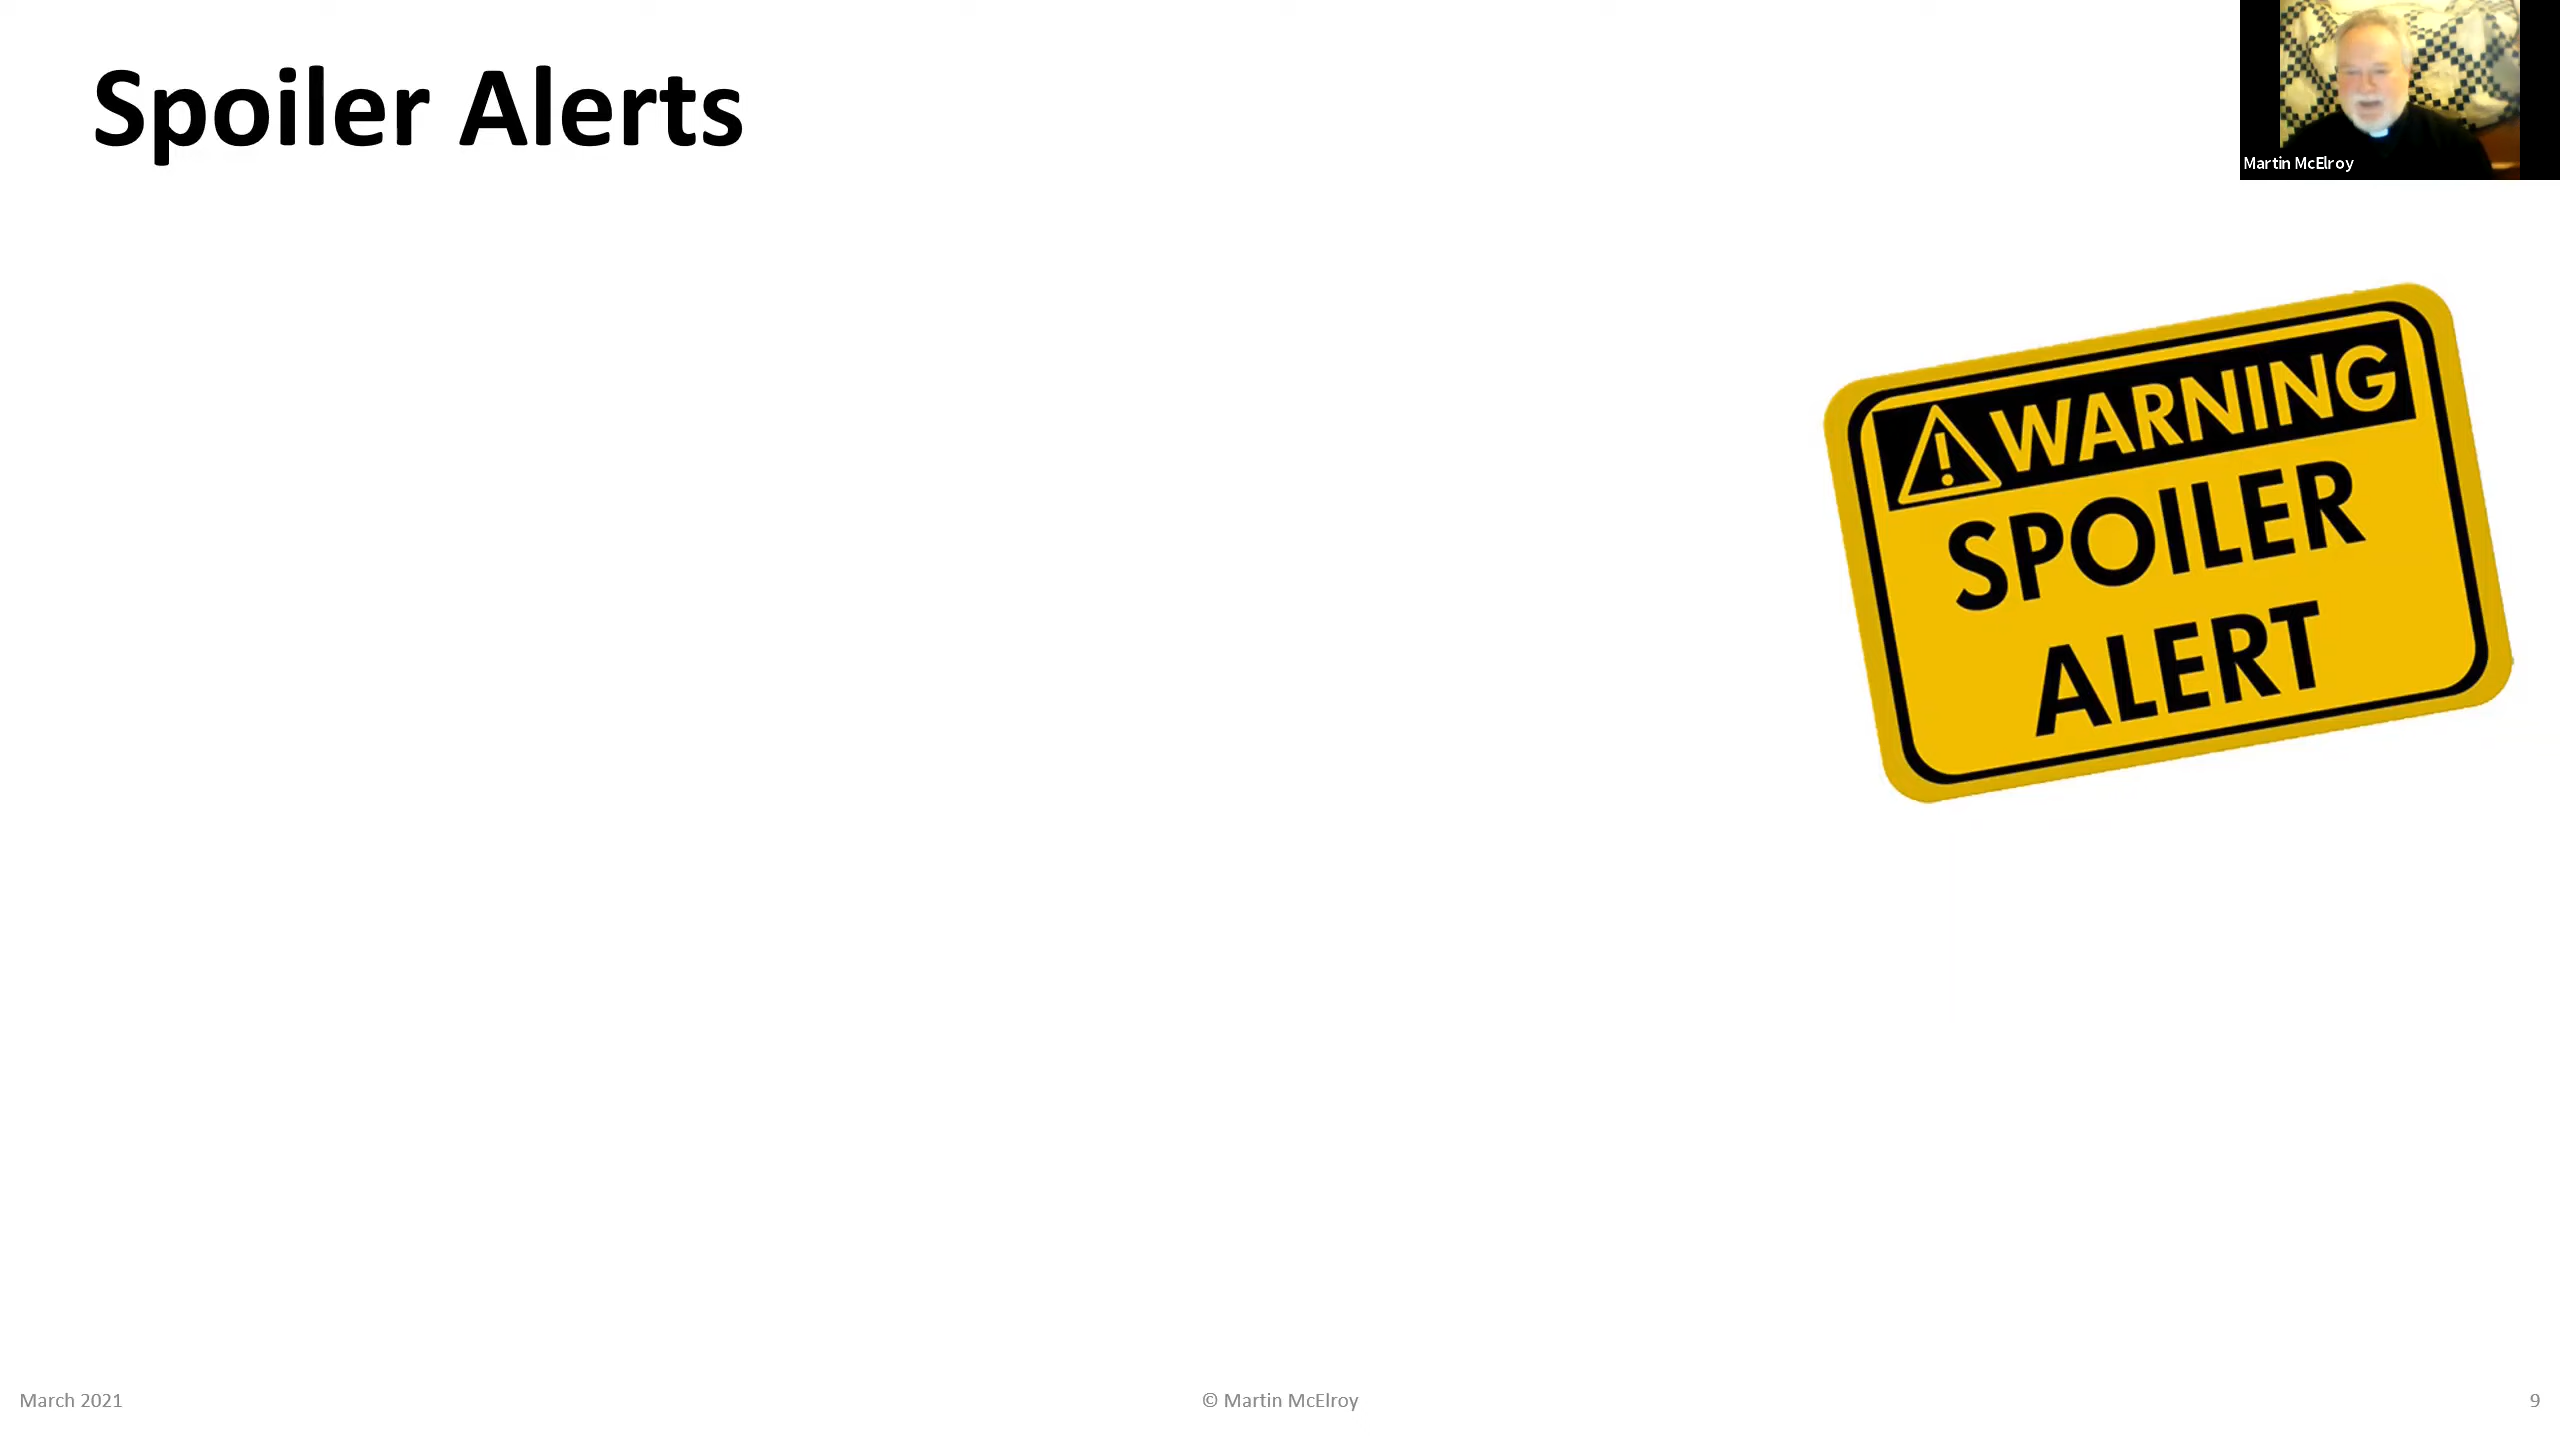 Spoiler Alerts
Martin McElroy
WARNING
SPOILER
ALERT
March 2021
© Martin McElroy
9